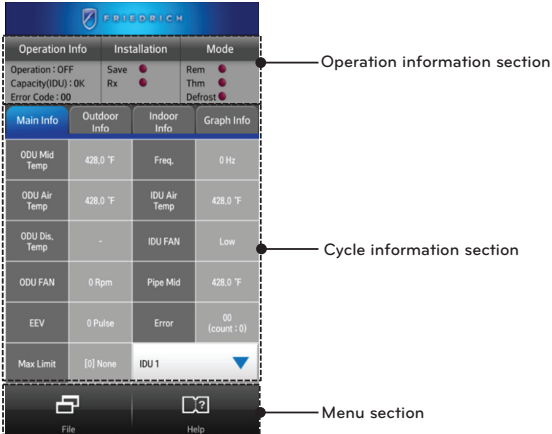 FRIEDRICH
Operation Info Installation Mode
Operation : OFF Save Rem
Capacity(IDU) : 0K Rx Thm
Error Code : 00 Defrost
Operation information section
Main Info Outdoor Info Indoor Info Graph Info
ODU Mid Temp 428.0 °F Freq. 0 Hz
ODU Air Temp 428.0 °F IDU Air Temp 428.0 °F
ODU Dis. Temp - IDU FAN Low
Cycle information section
ODU FAN 0 Rpm Pipe Mid 428.0 °F
EEV 0 Pulse Error 00 (count : 0)
Max Limit [0] None IDU 1
?
Menu section
File Help